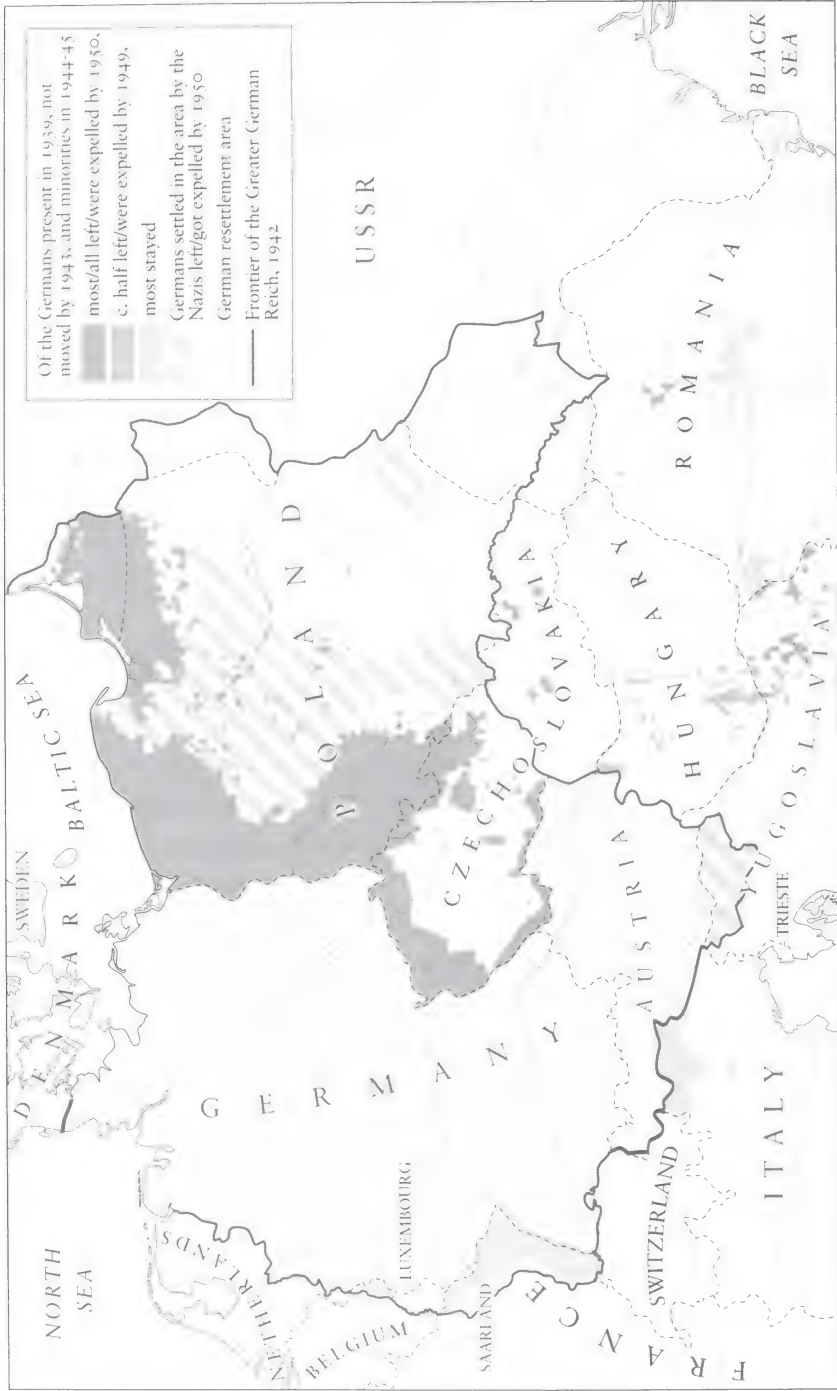 Of the Germans present in 1939, not
moved by 1943, and minorities in 1944-45
most/all left/were expelled by 1950,
c. half left/were expelled by 1949,
most stayed
Germans settled in the area by the
Nazis left/got expelled by 1950
German resettlement area
Frontier of the Greater German
Reich, 1942
NORTH
SEA
DENMARK
SWEDEN
BALTIC SEA
USSR
BLACK
SEA
NETHERLANDS
BELGIUM
LUXEMBOURG
SAARLAND
FRANCE
GERMANY
POLAND
CZECHOSLOVAKIA
AUSTRIA
HUNGARY
ROMANIA
SWITZERLAND
ITALY
TRIESTE
YUGOSLAVIA